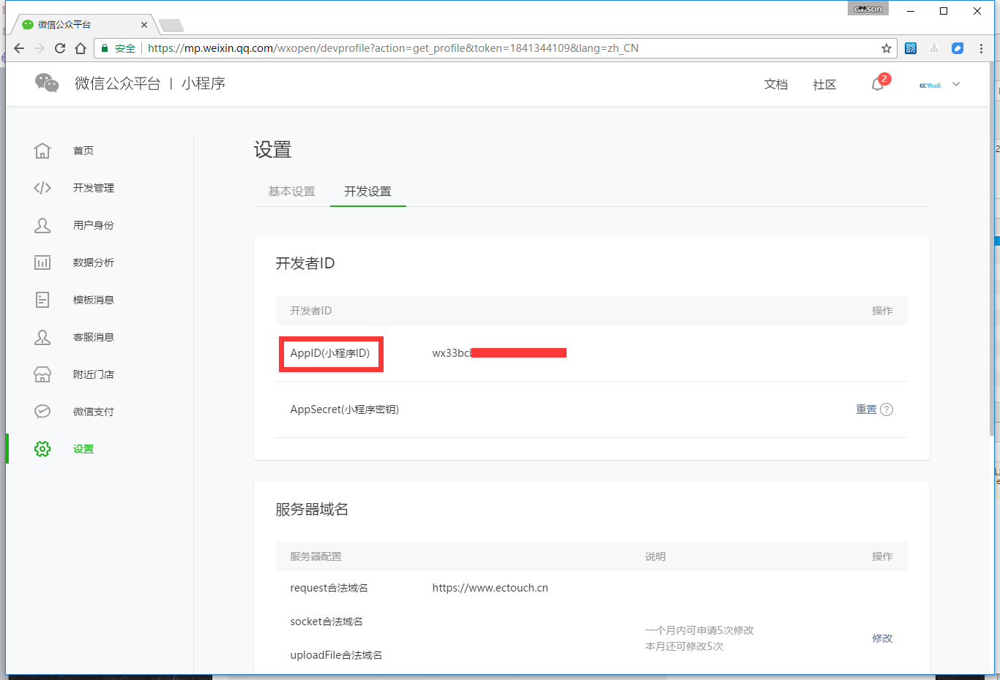 carson
微信公众平台
安全 https://mp.weixin.qq.com/wxopen/devprofile?action=get_profile&token=1841344109&lang=zh_CN
微信公众平台 | 小程序
文档 社区 2 ECTouch
首页
开发管理
用户身份
数据分析
模板消息
客服消息
附近门店
微信支付
设置
设置
基本设置 开发设置
开发者ID
开发者ID 操作
AppID(小程序ID) wx33bc
AppSecret(小程序密钥) 重置 ?
服务器域名
服务器配置 说明 操作
request合法域名 https://www.ectouch.cn
socket合法域名
一个月内可申请5次修改
本月还可修改5次
修改
uploadFile合法域名